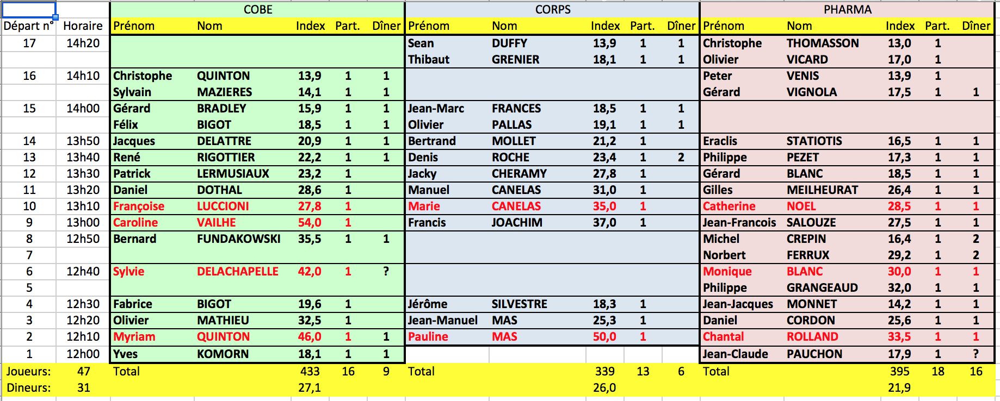 COBE CORPS PHARMA
Départ n° Horaire Prénom Nom Index Part. Dîner Prénom Nom Index Part. Dîner Prénom Nom Index Part. Dîner
17 14h20 Sean DUFFY 13,9 1 1 Christophe THOMASSON 13,0 1
Thibaut GRENIER 18,1 1 1 Olivier VICARD 17,0 1
16 14h10 Christophe QUINTON 13,9 1 1 Peter VENIS 13,9 1
Sylvain MAZIERES 14,1 1 1 Gérard VIGNOLA 17,5 1 1
15 14h00 Gérard BRADLEY 15,9 1 1 Jean-Marc FRANCES 18,5 1 1
Félix BIGOT 18,5 1 1 Olivier PALLAS 19,1 1 1
14 13h50 Jacques DELATTRE 20,9 1 1 Bertrand MOLLET 21,2 1 Eraclis STATIOTIS 16,5 1 1
13 13h40 René RIGOTTIER 22,2 1 1 Denis ROCHE 23,4 1 2 Philippe PEZET 17,3 1 1
12 13h30 Patrick LERMUSIAUX 23,2 1 Jacky CHERAMY 27,8 1 Gérard BLANC 18,5 1 1
11 13h20 Daniel DOTHAL 28,6 1 Manuel CANELAS 31,0 1 Gilles MEILHEURAT 26,4 1 1
10 13h10 Françoise LUCCIONI 27,8 1 Marie CANELAS 35,0 1 Catherine NOEL 28,5 1 1
9 13h00 Caroline VAILHE 54,0 1 Francis JOACHIM 37,0 1 Jean-Francois SALOUZE 27,5 1 1
8 12h50 Bernard FUNDAKOWSKI 35,5 1 1 Michel CREPIN 16,4 1 2
7 Norbert FERRUX 29,2 1 2
6 12h40 Sylvie DELACHAPELLE 42,0 1 ? Monique BLANC 30,0 1 1
5 Philippe GRANGEAUD 32,0 1 1
4 12h30 Fabrice BIGOT 19,6 1 Jérôme SILVESTRE 18,3 1 Jean-Jacques MONNET 14,2 1 1
3 12h20 Olivier MATHIEU 32,5 1 Jean-Manuel MAS 25,3 1 Daniel CORDON 25,6 1 1
2 12h10 Myriam QUINTON 46,0 1 1 Pauline MAS 50,0 1 Chantal ROLLAND 33,5 1 1
1 12h00 Yves KOMORN 18,1 1 1 Jean-Claude PAUCHON 17,9 1 ?
Joueurs: 47 Total 433 16 9 Total 339 13 6 Total 395 18 16
Dineurs: 31 27,1 26,0 21,9